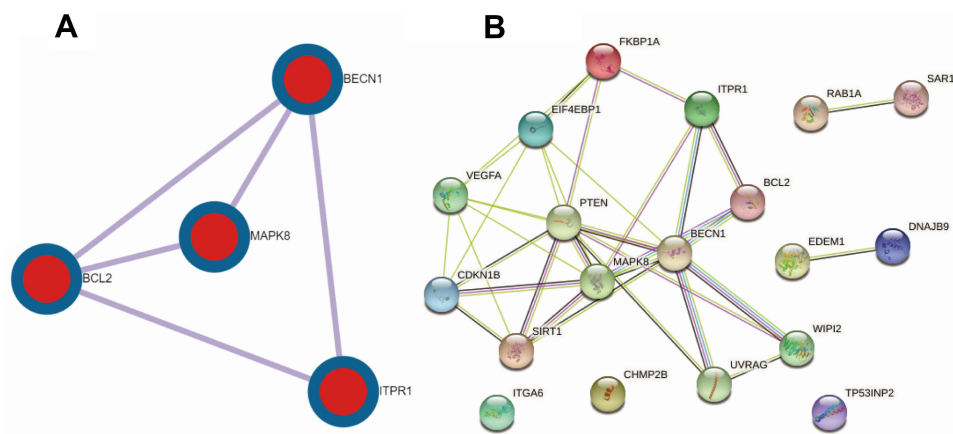 A
B
BECN1
MAPK8
BCL2
ITPR1
FKBP1A
ITPR1
RAB1A
SAR1
EIF4EBP1
VEGFA
PTEN
BCL2
BECN1
EDEM1
DNAJB9
MAPK8
CDKN1B
SIRT1
WIPI2
UVRAG
CHMP2B
ITGA6
TP53INP2